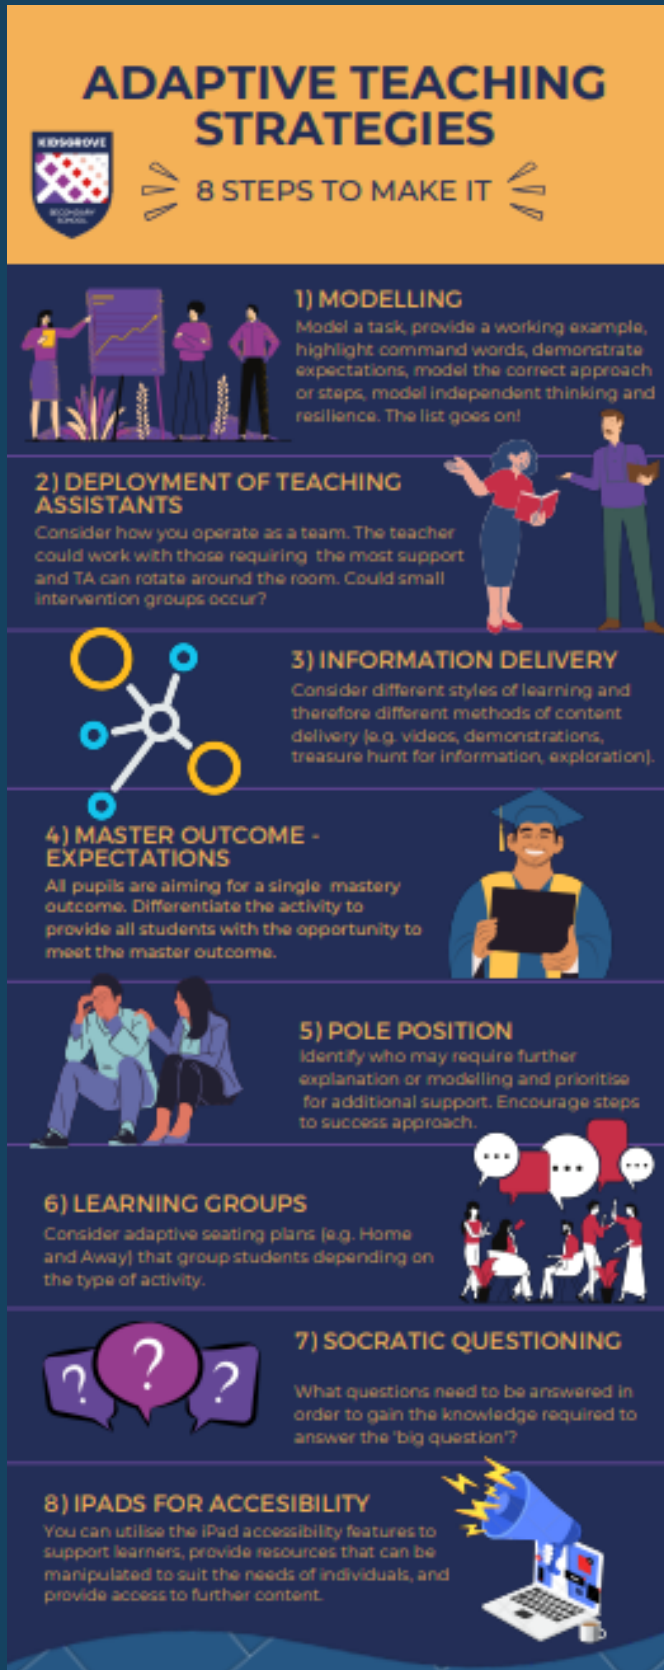 ADAPTIVE TEACHING
STRATEGIES
KIDSGROVE
SECONDARY
SCHOOL
8 STEPS TO MAKE IT
1) MODELLING
Model a task, provide a working example,
highlight command words, demonstrate
expectations, model the correct approach
or steps, model independent thinking and
resilience. The list goes on!
2) DEPLOYMENT OF TEACHING
ASSISTANTS
Consider how you operate as a team. The teacher
could work with those requiring the most support
and TA can rotate around the room. Could small
intervention groups occur?
3) INFORMATION DELIVERY
Consider different styles of learning and
therefore different methods of content
delivery (e.g. videos, demonstrations,
treasure hunt for information, exploration).
4) MASTER OUTCOME -
EXPECTATIONS
All pupils are aiming for a single mastery
outcome. Differentiate the activity to
provide all students with the opportunity to
meet the master outcome.
5) POLE POSITION
Identify who may require further
explanation or modelling and prioritise
for additional support. Encourage steps
to success approach.
6) LEARNING GROUPS
Consider adaptive seating plans (e.g. Home
and Away) that group students depending on
the type of activity.
? ? ?
7) SOCRATIC QUESTIONING
What questions need to be answered in
order to gain the knowledge required to
answer the 'big question'?
8) IPADS FOR ACCESIBILITY
You can utilise the iPad accessibility features to
support learners, provide resources that can be
manipulated to suit the needs of individuals, and
provide access to further content.